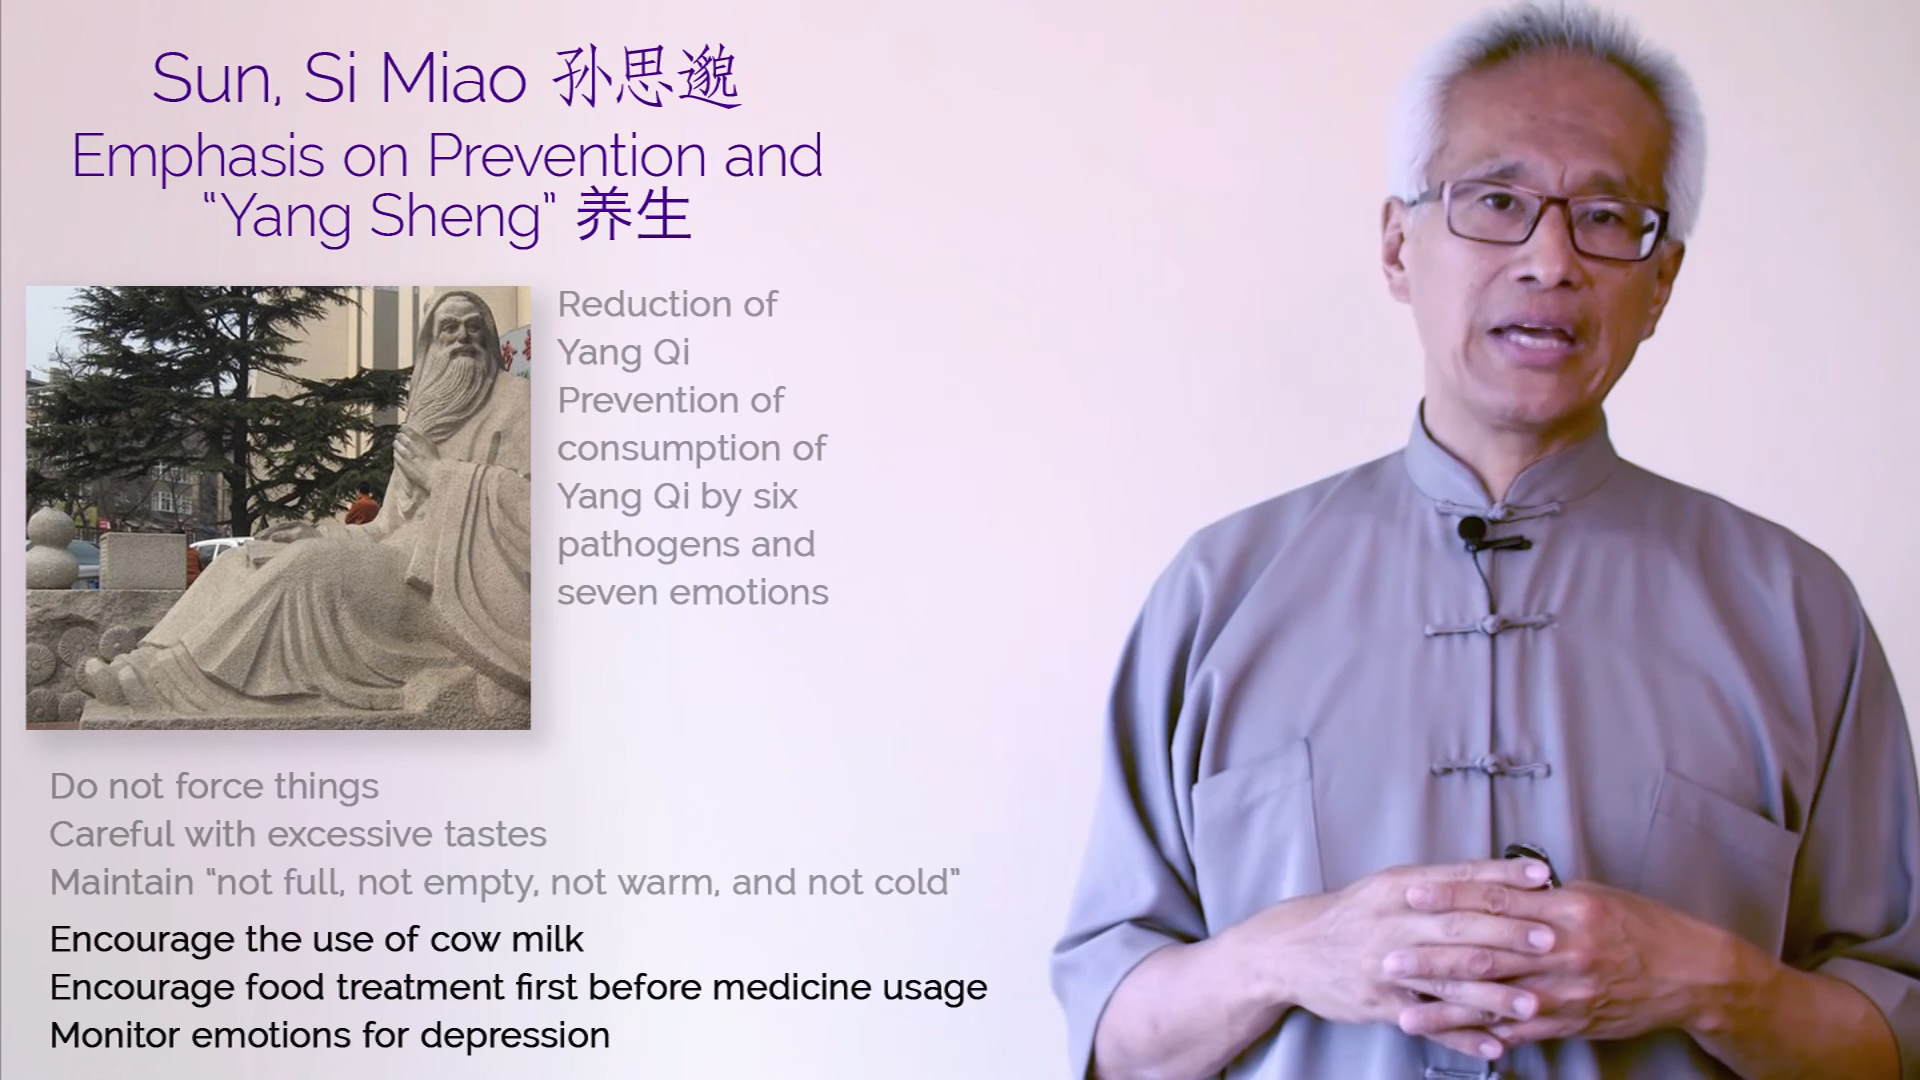 Sun, Si Miao 孙思邈
Emphasis on Prevention and
“Yang Sheng” 养生
Reduction of
Yang Qi
Prevention of
consumption of
Yang Qi by six
pathogens and
seven emotions
Do not force things
Careful with excessive tastes
Maintain “not full, not empty, not warm, and not cold”
Encourage the use of cow milk
Encourage food treatment first before medicine usage
Monitor emotions for depression